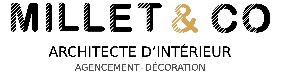 MILLET & CO
ARCHITECTE D'INTÉRIEUR
AGENCEMENT - DÉCORATION